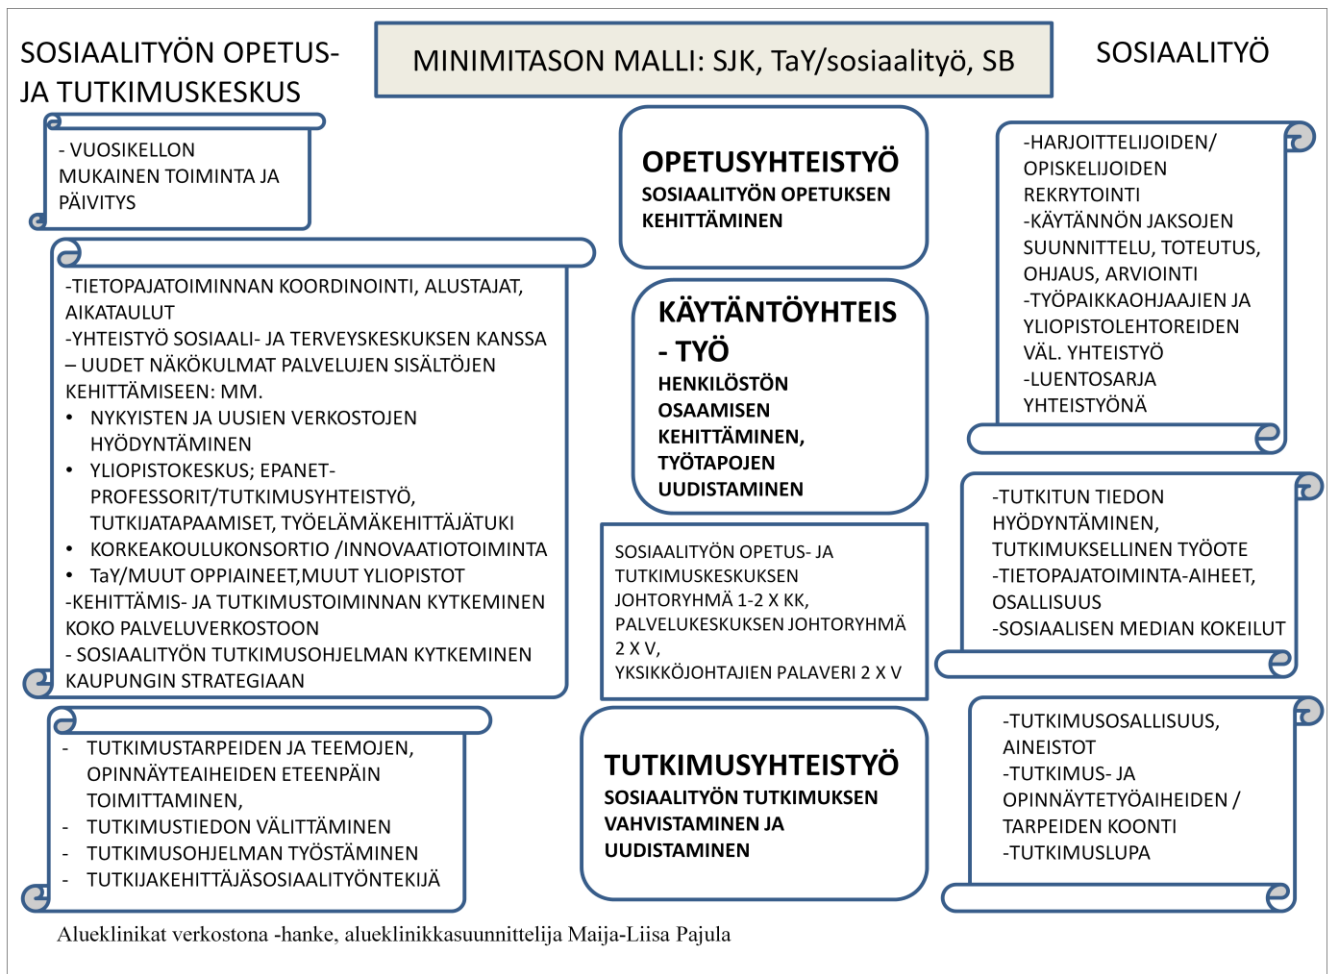 SOSIAALITYÖN OPETUS-
JA TUTKIMUSKESKUS
MINIMITASON MALLI: SJK, TaY/sosiaalityö, SB
SOSIAALITYÖ
- VUOSIKELLON
MUKAINEN TOIMINTA JA
PÄIVITYS
OPETUSYHTEISTYÖ
SOSIAALITYÖN OPETUKSEN
KEHITTÄMINEN
-HARJOITTELIJOIDEN/
OPISKELIJOIDEN
REKRYTOINTI
-KÄYTÄNNÖN JAKSOJEN
SUUNNITTELU, TOTEUTUS,
OHJAUS, ARVIOINTI
-TYÖPAIKKAOHJAAJIEN JA
YLIOPISTOLEHTOREIDEN
VÄL. YHTEISTYÖ
-LUENTOSARJA
YHTEISTYÖNÄ
-TIETOPAJATOIMINNAN KOORDINOINTI, ALUSTAJAT,
AIKATAULUT
-YHTEISTYÖ SOSIAALI- JA TERVEYSKESKUKSEN KANSSA
– UUDET NÄKÖKULMAT PALVELUJEN SISÄLTÖJEN
KEHITTÄMISEEN: MM.
• NYKYISTEN JA UUSIEN VERKOSTOJEN
HYÖDYNTÄMINEN
• YLIOPISTOKESKUS; EPANET-
PROFESSORIT/TUTKIMUSYHTEISTYÖ,
TUTKIJATAPAAMISET, TYÖELÄMÄKEHITTÄJÄTUKI
• KORKEAKOULUKONSORTIO /INNOVAATIOTOIMINTA
• TaY/MUUT OPPIAINEET,MUUT YLIOPISTOT
-KEHITTÄMIS- JA TUTKIMUSTOIMINNAN KYTKEMINEN
KOKO PALVELUVERKOSTOON
- SOSIAALITYÖN TUTKIMUSOHJELMAN KYTKEMINEN
KAUPUNGIN STRATEGIAAN
KÄYTÄNTÖYHTEIS
- TYÖ
HENKILÖSTÖN
OSAAMISEN
KEHITTÄMINEN,
TYÖTAPOJEN
UUDISTAMINEN
SOSIAALITYÖN OPETUS- JA
TUTKIMUSKESKUKSEN
JOHTORYHMÄ 1-2 X KK,
PALVELUKESKUKSEN JOHTORYHMÄ
2 X V,
YKSIKKÖJOHTAJIEN PALAVERI 2 X V
-TUTKITUN TIEDON
HYÖDYNTÄMINEN,
TUTKIMUKSELLINEN TYÖOTE
-TIETOPAJATOIMINTA-AIHEET,
OSALLISUUS
-SOSIAALISEN MEDIAN KOKEILUT
- TUTKIMUSTARPEIDEN JA TEEMOJEN,
OPINNÄYTEAIHEIDEN ETEENPÄIN
TOIMITTAMINEN,
- TUTKIMUSTIEDON VÄLITTÄMINEN
- TUTKIMUSOHJELMAN TYÖSTÄMINEN
- TUTKIJAKEHITTÄJÄSOSIAALITYÖNTEKIJÄ
TUTKIMUSYHTEISTYÖ
SOSIAALITYÖN TUTKIMUKSEN
VAHVISTAMINEN JA
UUDISTAMINEN
-TUTKIMUSOSALLISUUS,
AINEISTOT
-TUTKIMUS- JA
OPINNÄYTETYÖAIHEIDEN /
TARPEIDEN KOONTI
-TUTKIMUSLUPA
Alueklinikat verkostona -hanke, alueklinikkasuunnittelija Maija-Liisa Pajula